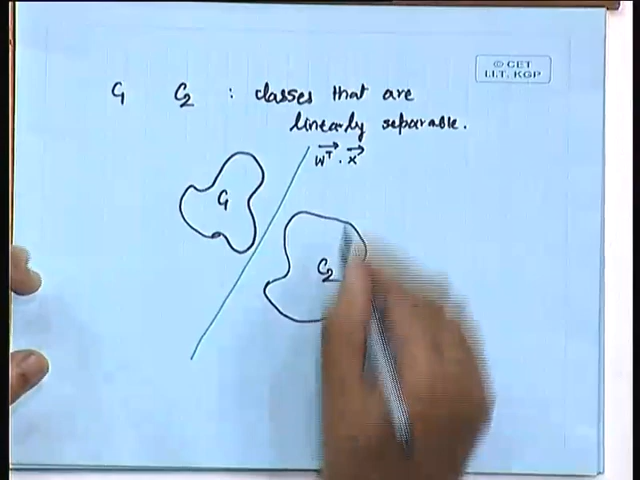 © CET
I.I.T. KGP
C₁ C₂ : classes that are
linearly separable.
w⃗ᵀ . x⃗
C₁
C₂